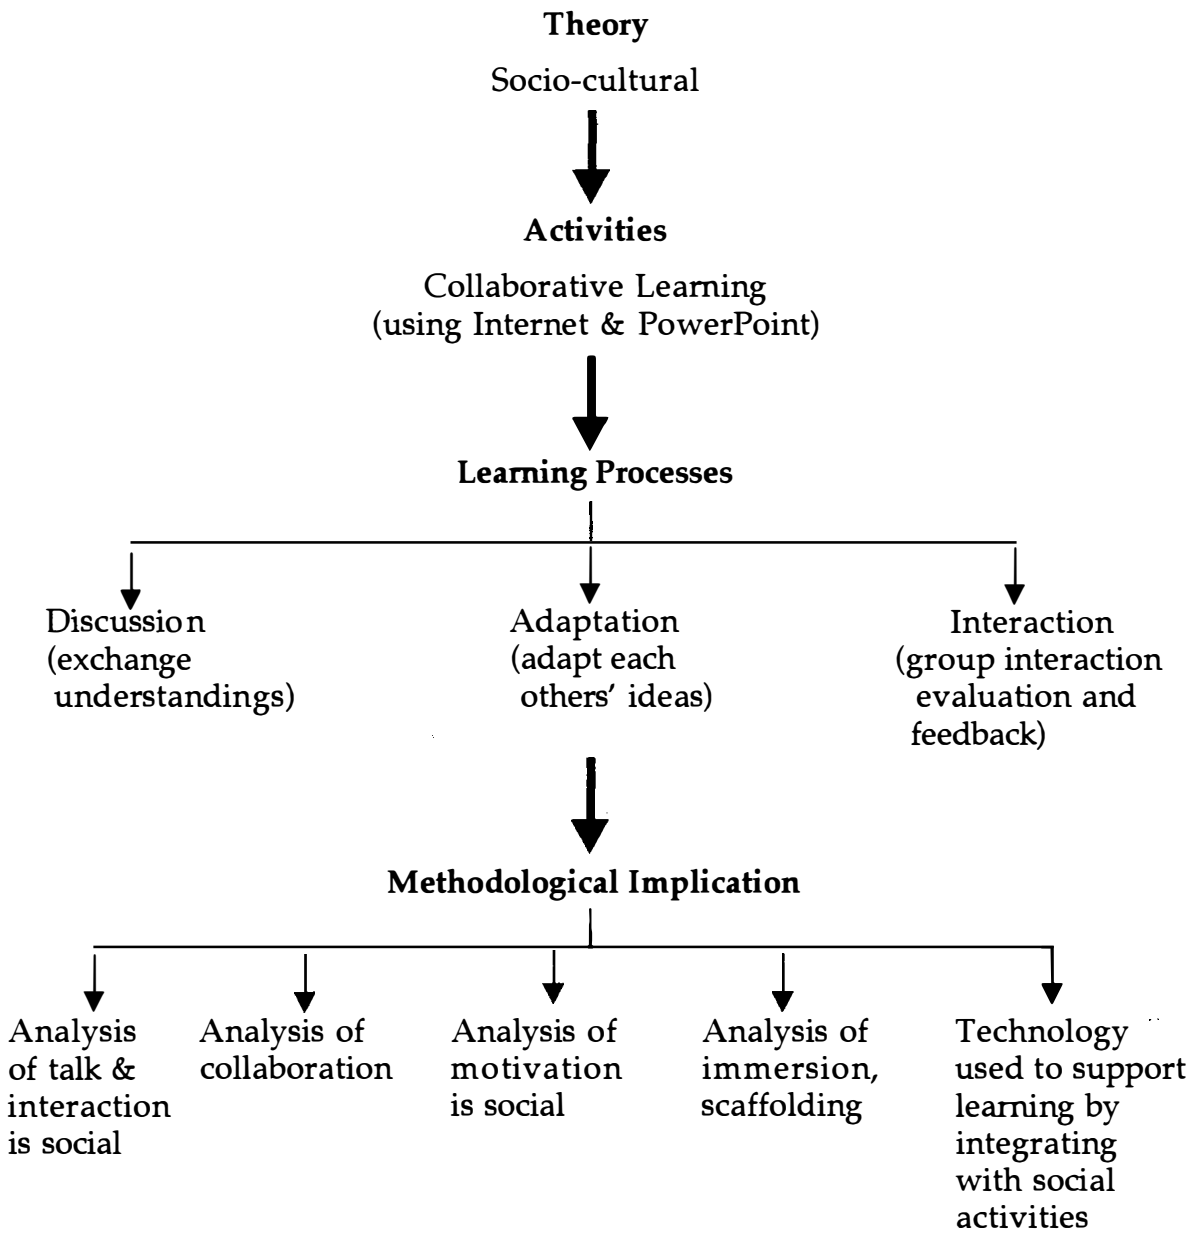 Theory
Socio-cultural
Activities
Collaborative Learning
(using Internet & PowerPoint)
Learning Processes
Discussion
(exchange
understandings)
Adaptation
(adapt each
others' ideas)
Interaction
(group interaction
evaluation and
feedback)
Methodological Implication
Analysis
of talk &
interaction
is social
Analysis of
collaboration
Analysis of
motivation
is social
Analysis of
immersion,
scaffolding
Technology
used to support
learning by
integrating
with social
activities